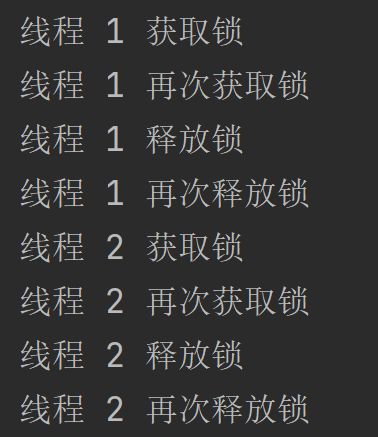 线程 1 获取锁
线程 1 再次获取锁
线程 1 释放锁
线程 1 再次释放锁
线程 2 获取锁
线程 2 再次获取锁
线程 2 释放锁
线程 2 再次释放锁